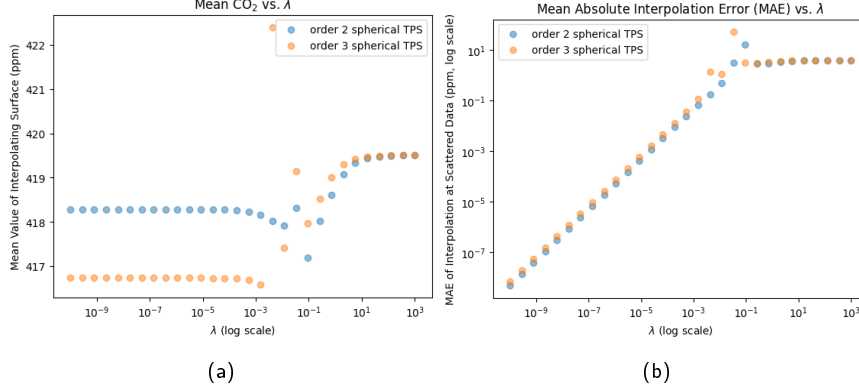 Mean CO₂ vs. λ
422
421
420
419
418
417
Mean Value of Interpolating Surface (ppm)
order 2 spherical TPS
order 3 spherical TPS
10⁻⁹ 10⁻⁷ 10⁻⁵ 10⁻³ 10⁻¹ 10¹ 10³
λ (log scale)
(a)
Mean Absolute Interpolation Error (MAE) vs. λ
10¹
10⁻¹
10⁻³
10⁻⁵
10⁻⁷
MAE of Interpolation at Scattered Data (ppm, log scale)
order 2 spherical TPS
order 3 spherical TPS
10⁻⁹ 10⁻⁷ 10⁻⁵ 10⁻³ 10⁻¹ 10¹ 10³
λ (log scale)
(b)